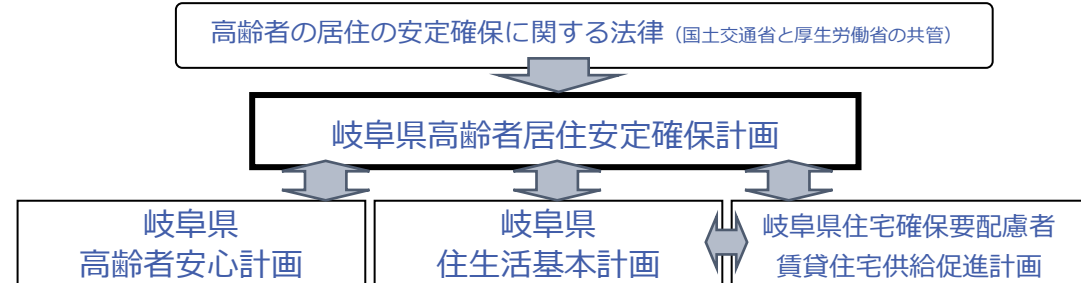 高齢者の居住の安定確保に関する法律（国土交通省と厚生労働省の共管）
岐阜県高齢者居住安定確保計画
岐阜県
高齢者安心計画
岐阜県
住生活基本計画
岐阜県住宅確保要配慮者
賃貸住宅供給促進計画